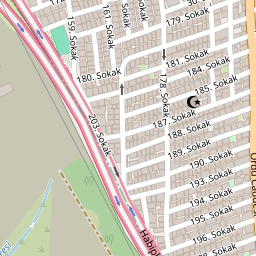 159. Sokak
161. Sokak
30.
179. Sokak
180. Sokak
181. Sokak
184. Sokak
185. Sokak
178. Sokak
187. Sokak
188. Sokak
189. Sokak
190. Sokak
193. Sokak
194. Sokak
195. Sokak
196. Sokak
203. Sokak